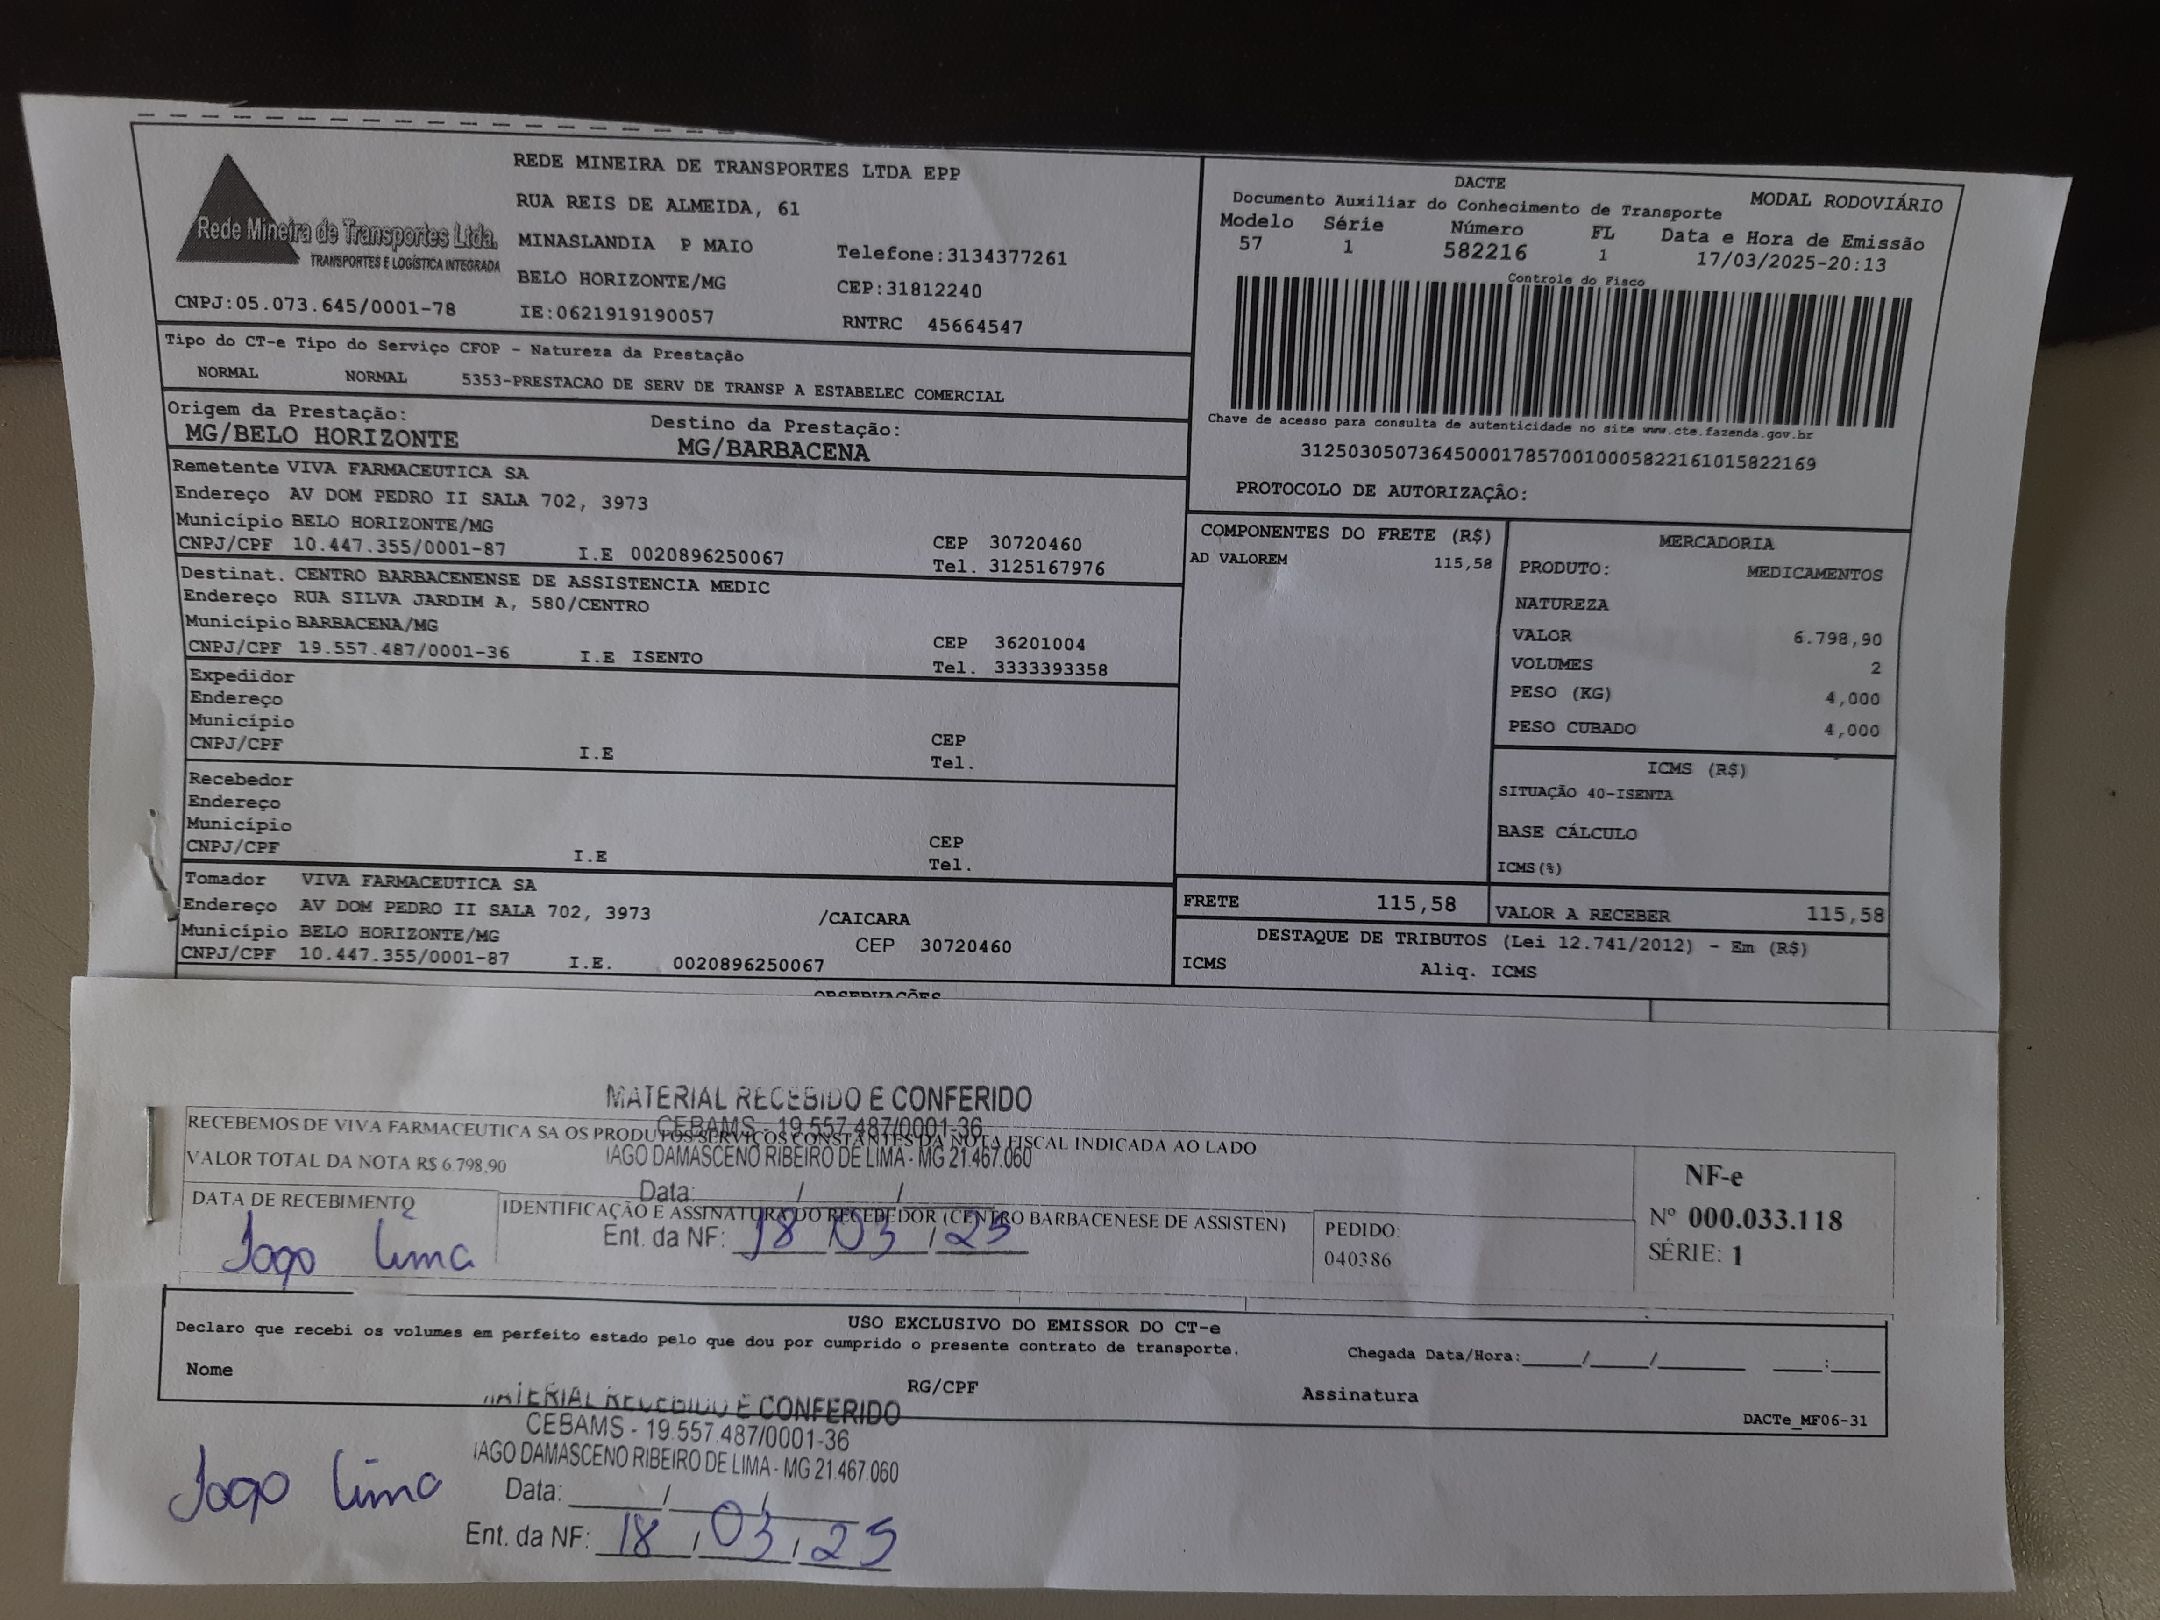 Rede Mineira de Transportes Ltda.
TRANSPORTES E LOGÍSTICA INTEGRADA
CNPJ:05.073.645/0001-78
REDE MINEIRA DE TRANSPORTES LTDA EPP
RUA REIS DE ALMEIDA, 61
MINASLANDIA P MAIO Telefone:3134377261
BELO HORIZONTE/MG CEP:31812240
IE:0621919190057 RNTRC 45664547
DACTE MODAL RODOVIÁRIO
Documento Auxiliar do Conhecimento de Transporte
Modelo Série Número FL Data e Hora de Emissão
57 1 582216 1 17/03/2025-20:13
Controle do Fisco
Chave de acesso para consulta de autenticidade no site www.cte.fazenda.gov.br
31250305073645000178570010005822161015822169
PROTOCOLO DE AUTORIZAÇÃO:
Tipo do CT-e Tipo do Serviço CFOP - Natureza da Prestação
NORMAL NORMAL 5353-PRESTACAO DE SERV DE TRANSP A ESTABELEC COMERCIAL
Origem da Prestação: Destino da Prestação:
MG/BELO HORIZONTE MG/BARBACENA
Remetente VIVA FARMACEUTICA SA
Endereço AV DOM PEDRO II SALA 702, 3973
Município BELO HORIZONTE/MG CEP 30720460
CNPJ/CPF 10.447.355/0001-87 I.E 0020896250067 Tel. 3125167976
Destinat. CENTRO BARBACENENSE DE ASSISTENCIA MEDIC
Endereço RUA SILVA JARDIM A, 580/CENTRO
Município BARBACENA/MG CEP 36201004
CNPJ/CPF 19.557.487/0001-36 I.E ISENTO Tel. 3333393358
Expedidor
Endereço
Município CEP
CNPJ/CPF I.E Tel.
Recebedor
Endereço
Município CEP
CNPJ/CPF I.E Tel.
Tomador VIVA FARMACEUTICA SA
Endereço AV DOM PEDRO II SALA 702, 3973 /CAICARA
Município BELO HORIZONTE/MG CEP 30720460
CNPJ/CPF 10.447.355/0001-87 I.E. 0020896250067
COMPONENTES DO FRETE (R$)
AD VALOREM 115,58
MERCADORIA
PRODUTO: MEDICAMENTOS
NATUREZA
VALOR 6.798,90
VOLUMES 2
PESO (KG) 4,000
PESO CUBADO 4,000
ICMS (R$)
SITUAÇÃO 40-ISENTA
BASE CÁLCULO
ICMS(%)
FRETE 115,58 VALOR A RECEBER 115,58
DESTAQUE DE TRIBUTOS (Lei 12.741/2012) - Em (R$)
ICMS Aliq. ICMS
OBSERVAÇÕES
MATERIAL RECEBIDO E CONFERIDO
CEBAMS - 19.557.487/0001-36
RECEBEMOS DE VIVA FARMACEUTICA SA OS PRODUTOS SERVIÇOS CONSTANTES DA NOTA FISCAL INDICADA AO LADO
IAGO DAMASCENO RIBEIRO DE LIMA - MG 21.467.060
VALOR TOTAL DA NOTA R$ 6.798,90
Data: / /
DATA DE RECEBIMENTO
IDENTIFICAÇÃO E ASSINATURA DO RECEBEDOR (CENTRO BARBACENESE DE ASSISTEN)
Iago Lima
Ent. da NF: 18/03/25
PEDIDO:
040386
NF-e
Nº 000.033.118
SÉRIE: 1
USO EXCLUSIVO DO EMISSOR DO CT-e
Declaro que recebi os volumes em perfeito estado pelo que dou por cumprido o presente contrato de transporte.
Chegada Data/Hora:____/____/______ ___:___
Nome RG/CPF Assinatura
DACTe_MF06-31
MATERIAL RECEBIDO E CONFERIDO
CEBAMS - 19.557.487/0001-36
IAGO DAMASCENO RIBEIRO DE LIMA - MG 21.467.060
Iago Lima
Data: / /
Ent. da NF: 18/03/25